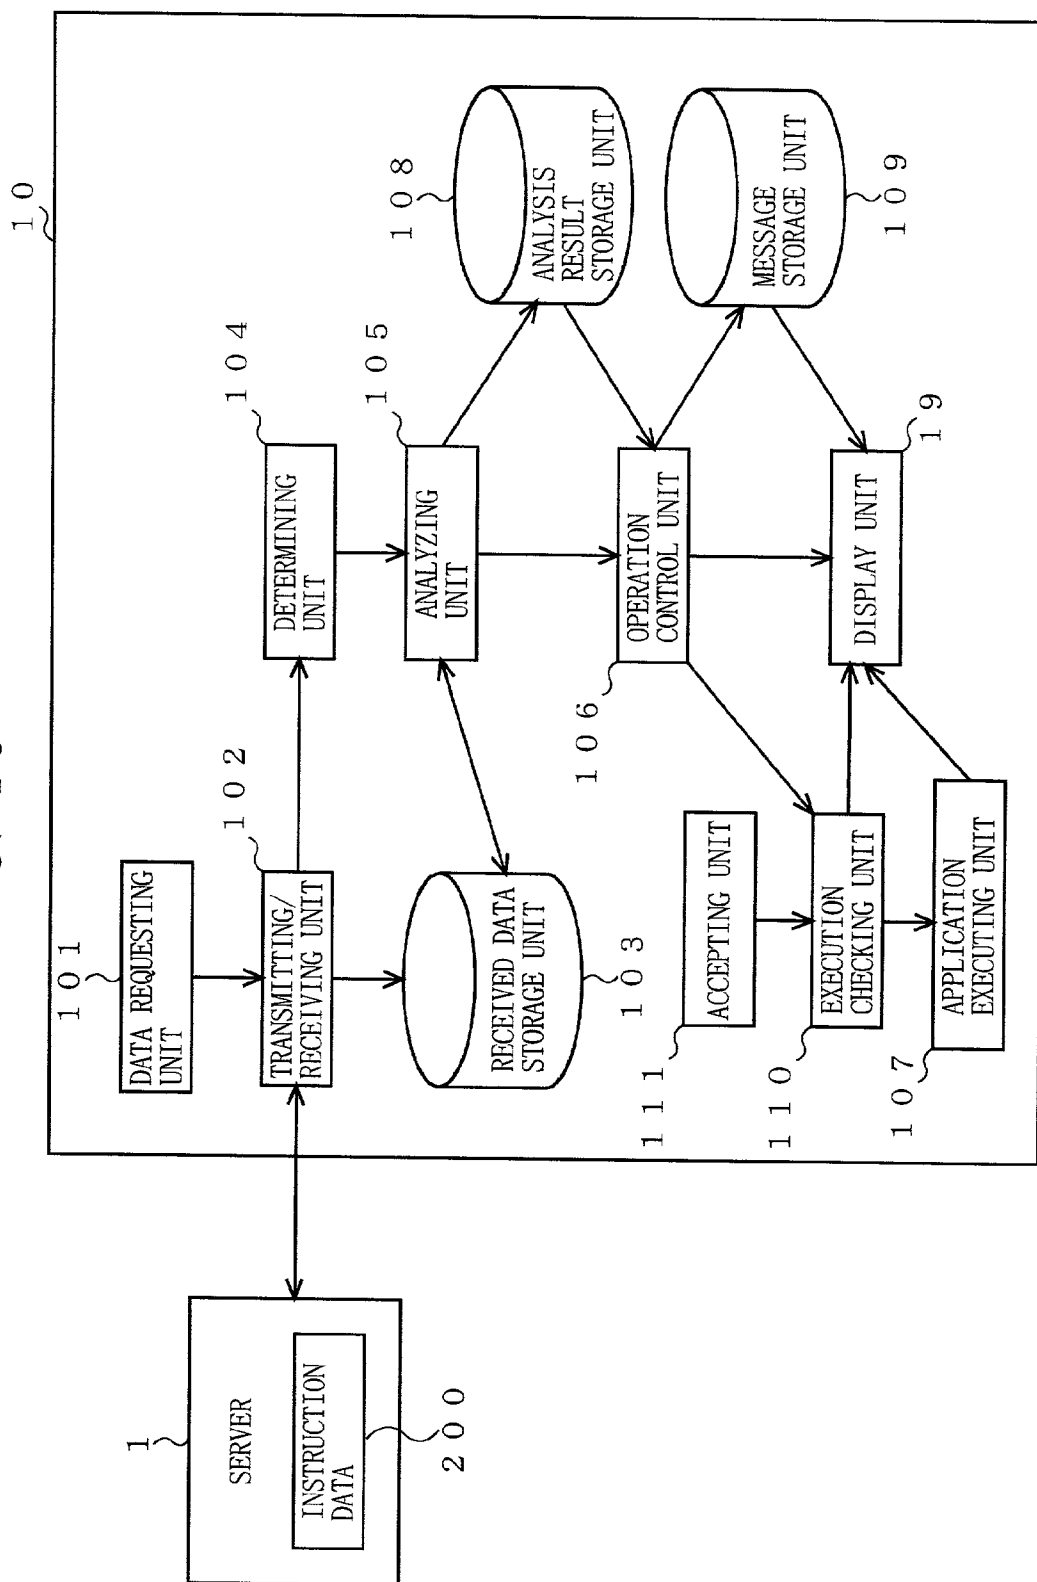 10
101
DATA REQUESTING
UNIT
102
TRANSMITTING/
RECEIVING UNIT
104
DETERMINING
UNIT
105
ANALYZING
UNIT
108
ANALYSIS
RESULT
STORAGE UNIT
1
SERVER
INSTRUCTION
DATA
200
RECEIVED DATA
STORAGE UNIT
103
106
OPERATION
CONTROL UNIT
MESSAGE
STORAGE UNIT
109
111
ACCEPTING UNIT
110
EXECUTION
CHECKING UNIT
DISPLAY UNIT
19
107
APPLICATION
EXECUTING UNIT